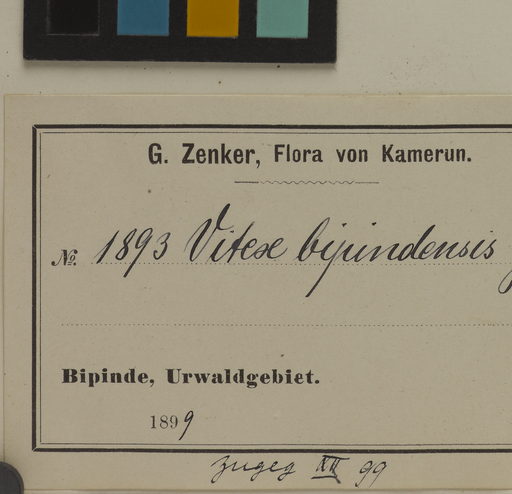 G. Zenker, Flora von Kamerun.
№. 1893 Vitex bipindensis
Bipinde, Urwaldgebiet.
1899
zugeg XII 99